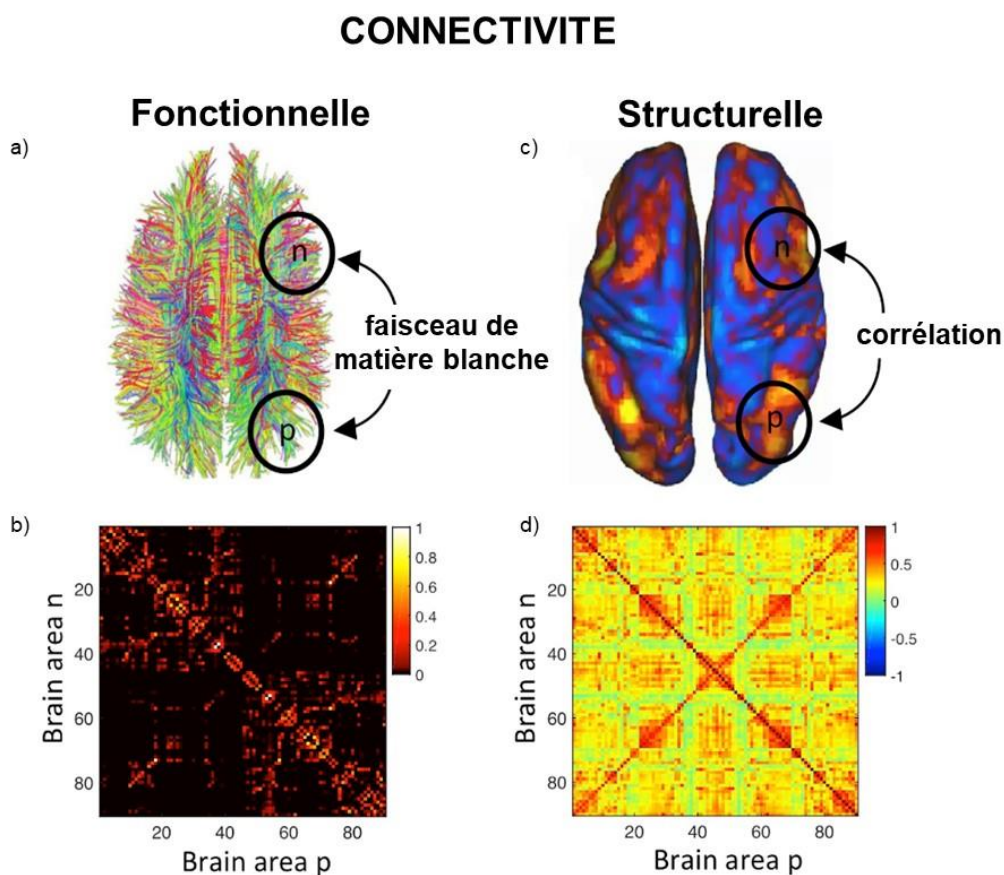 CONNECTIVITE
Fonctionnelle
Structurelle
a)
c)
n
n
faisceau de
matière blanche
corrélation
p
p
b)
d)
Brain area n
20
40
60
80
20
40
60
80
Brain area p
1
0.8
0.6
0.4
0.2
0
Brain area n
20
40
60
80
20
40
60
80
Brain area p
1
0.5
0
-0.5
-1